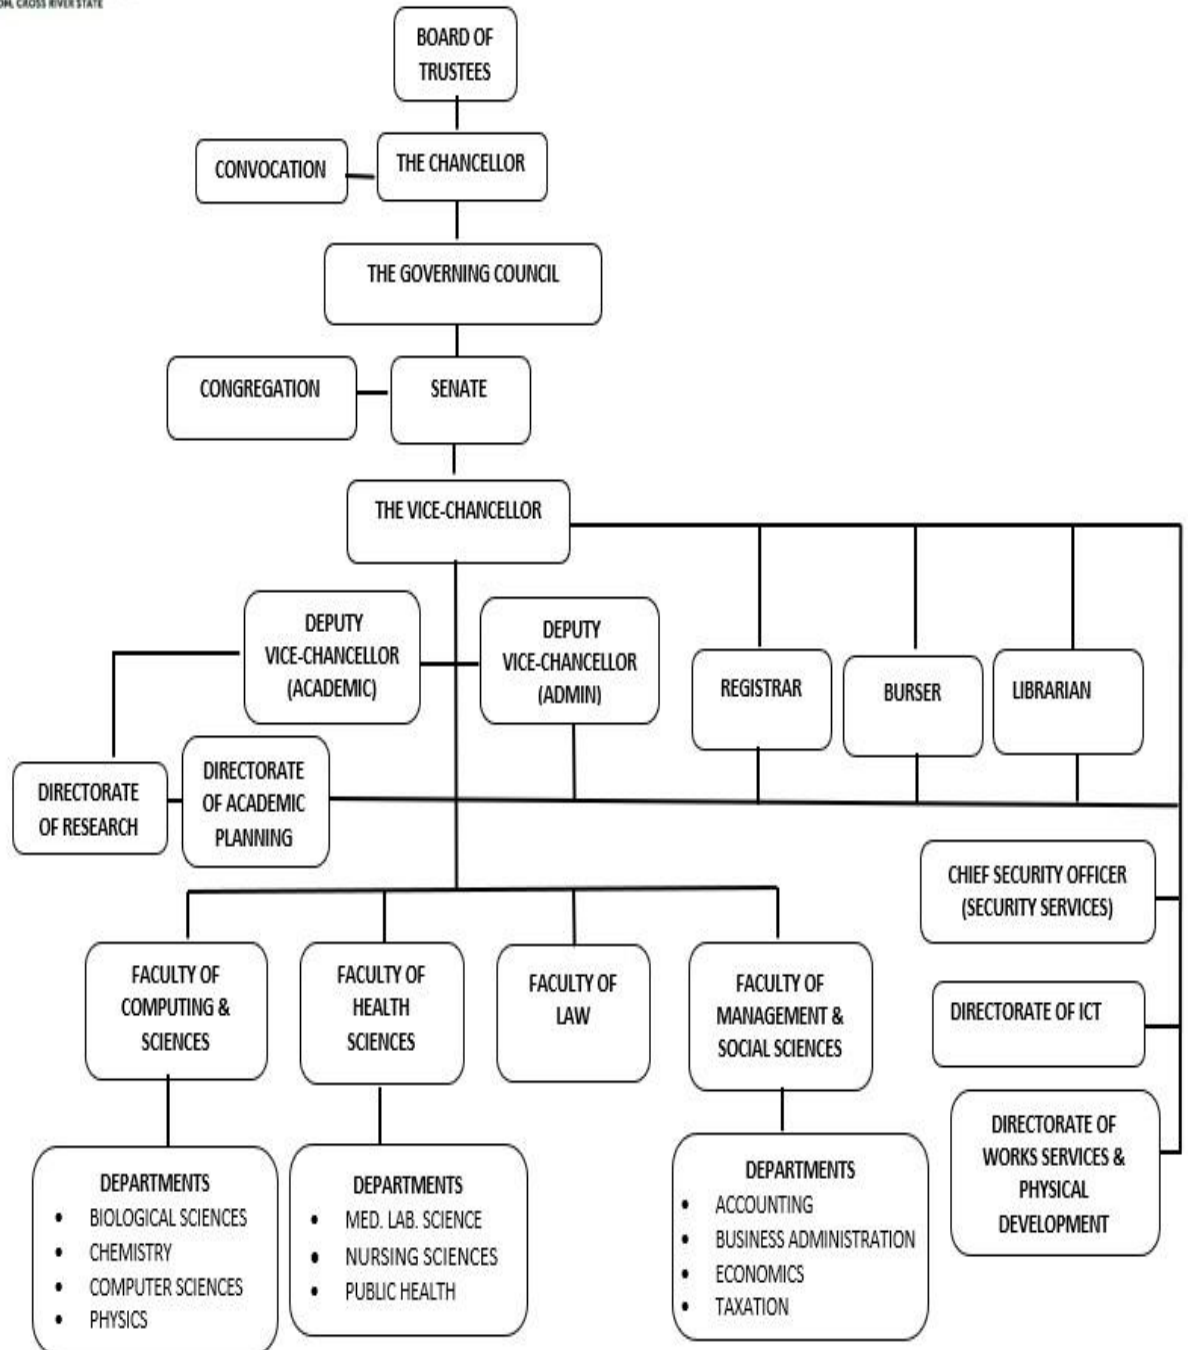 CROSS RIVER STATE
BOARD OF
TRUSTEES
CONVOCATION
THE CHANCELLOR
THE GOVERNING COUNCIL
CONGREGATION
SENATE
THE VICE-CHANCELLOR
DEPUTY
VICE-CHANCELLOR
(ACADEMIC)
DEPUTY
VICE-CHANCELLOR
(ADMIN)
REGISTRAR
BURSER
LIBRARIAN
DIRECTORATE
OF RESEARCH
DIRECTORATE
OF ACADEMIC
PLANNING
CHIEF SECURITY OFFICER
(SECURITY SERVICES)
DIRECTORATE OF ICT
DIRECTORATE OF
WORKS SERVICES &
PHYSICAL
DEVELOPMENT
FACULTY OF
COMPUTING &
SCIENCES
FACULTY OF
HEALTH
SCIENCES
FACULTY OF
LAW
FACULTY OF
MANAGEMENT &
SOCIAL SCIENCES
DEPARTMENTS
• BIOLOGICAL SCIENCES
• CHEMISTRY
• COMPUTER SCIENCES
• PHYSICS
DEPARTMENTS
• MED. LAB. SCIENCE
• NURSING SCIENCES
• PUBLIC HEALTH
DEPARTMENTS
• ACCOUNTING
• BUSINESS ADMINISTRATION
• ECONOMICS
• TAXATION